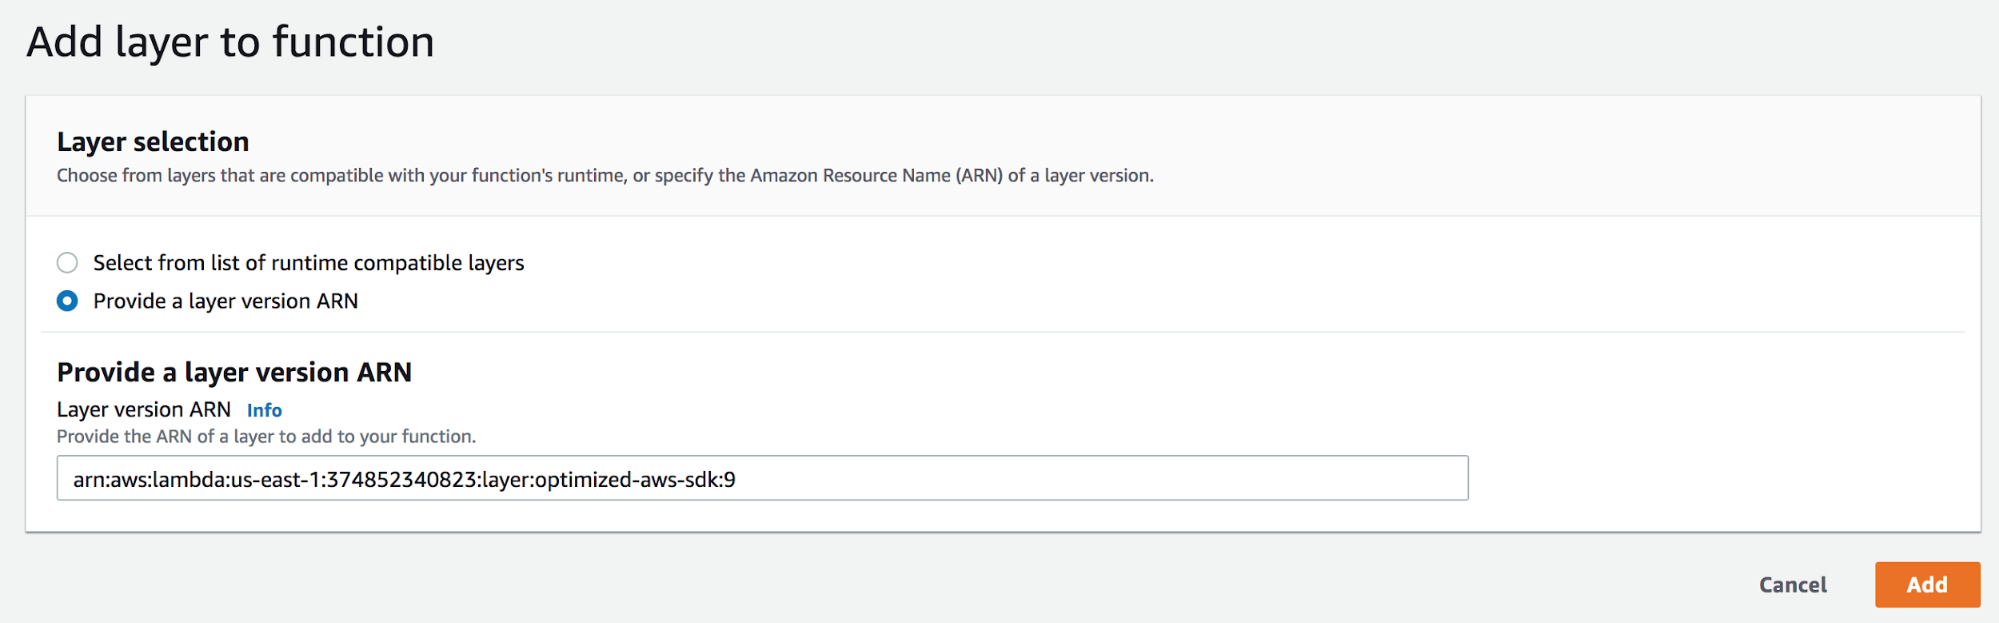 Add layer to function
Layer selection
Choose from layers that are compatible with your function's runtime, or specify the Amazon Resource Name (ARN) of a layer version.
Select from list of runtime compatible layers
Provide a layer version ARN
Provide a layer version ARN
Layer version ARN Info
Provide the ARN of a layer to add to your function.
arn:aws:lambda:us-east-1:374852340823:layer:optimized-aws-sdk:9
Cancel Add